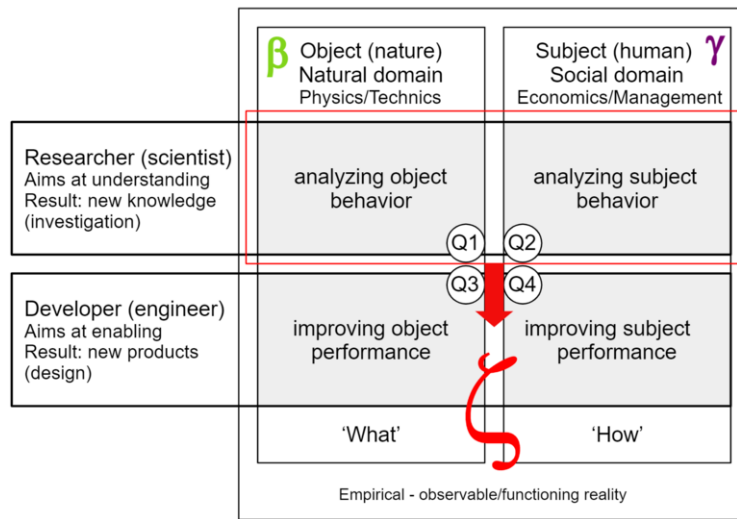 β
Object (nature)
Natural domain
Physics/Technics
Subject (human)
Social domain
Economics/Management
γ
Researcher (scientist)
Aims at understanding
Result: new knowledge
(investigation)
analyzing object
behavior
analyzing subject
behavior
Q1
Q2
Q3
Q4
Developer (engineer)
Aims at enabling
Result: new products
(design)
improving object
performance
improving subject
performance
ζ
‘What’
‘How’
Empirical - observable/functioning reality